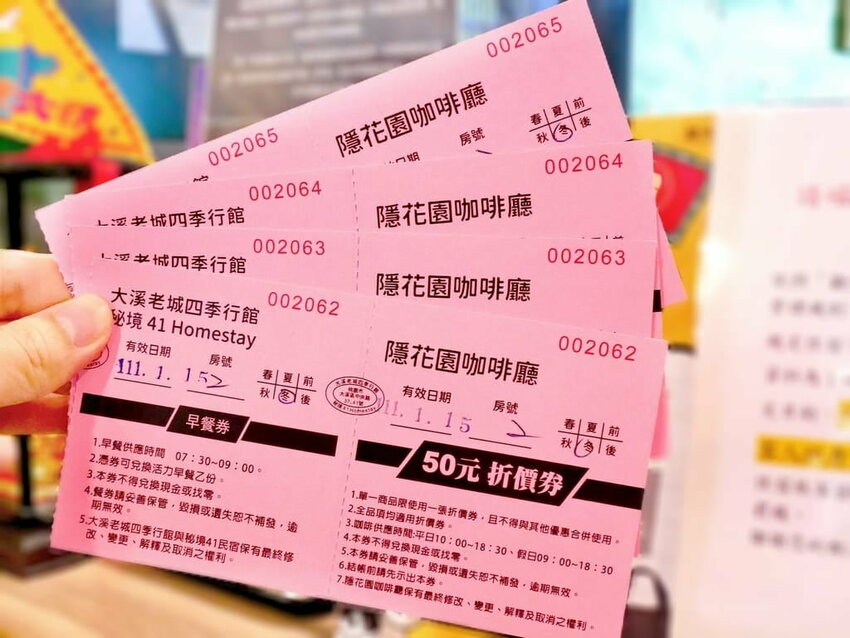 002065
隱花園咖啡廳
002065
房號
春 夏 前
秋 冬 後
002064
大溪老城四季行館
002064
隱花園咖啡廳
002063
大溪老城四季行館
002063
隱花園咖啡廳
002062
大溪老城四季行館
秘境 41 Homestay
有效日期
房號
111.1.15
2
春 夏 前
秋 冬 後
早餐券
1.早餐供應時間 07:30~09:00。
2.憑券可兌換活力早餐乙份。
3.本券不得兌換現金或找零。
4.餐券請妥善保管,毀損或遺失恕不補發,逾
期無效。
5.大溪老城四季行館與秘境41民宿保有最終修
改、變更、解釋及取消之權利。
002062
隱花園咖啡廳
有效日期
房號
11.1.15
2
春 夏 前
秋 冬 後
50元 折價券
1.單一商品限使用一張折價券,且不得與其他優惠合併使用。
2.全品項均適用折價券。
3.咖啡供應時間:平日10:00~18:30、假日09:00~18:30
4.本券不得兌換現金或找零。
5.本券請妥善保管,毀損或遺失恕不補發,逾期無效。
6.結帳前請先示出本券。
7.隱花園咖啡廳保有最終修改、變更、解釋及取消之權利。